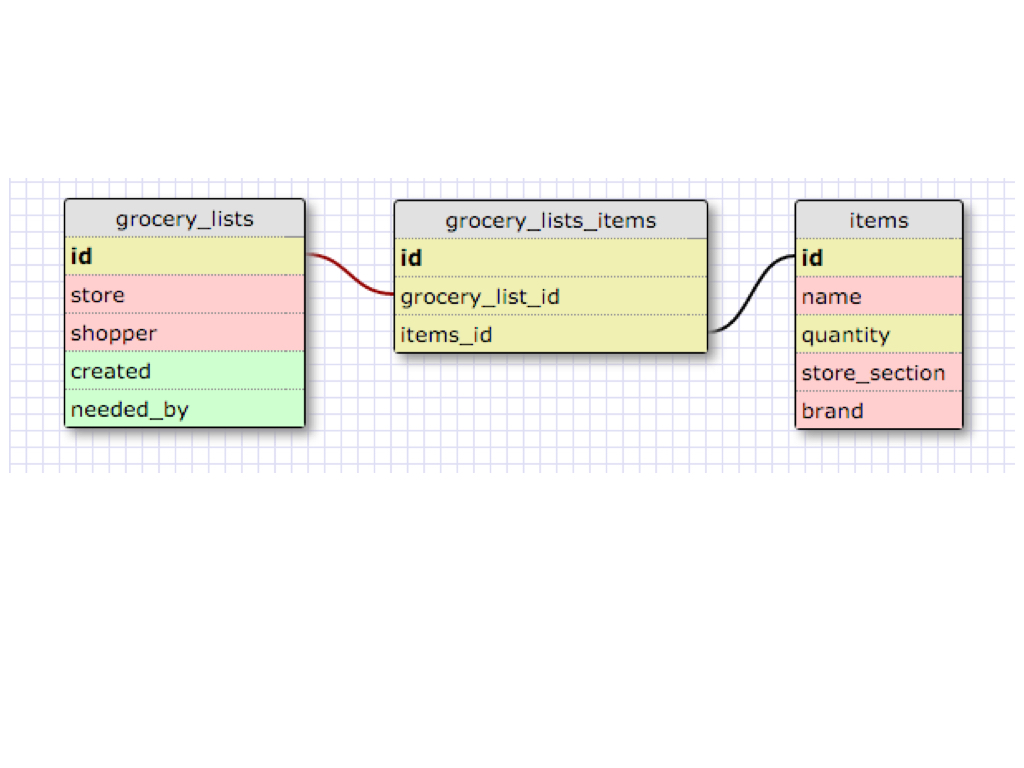 grocery_lists
id
store
shopper
created
needed_by
grocery_lists_items
id
grocery_list_id
items_id
items
id
name
quantity
store_section
brand